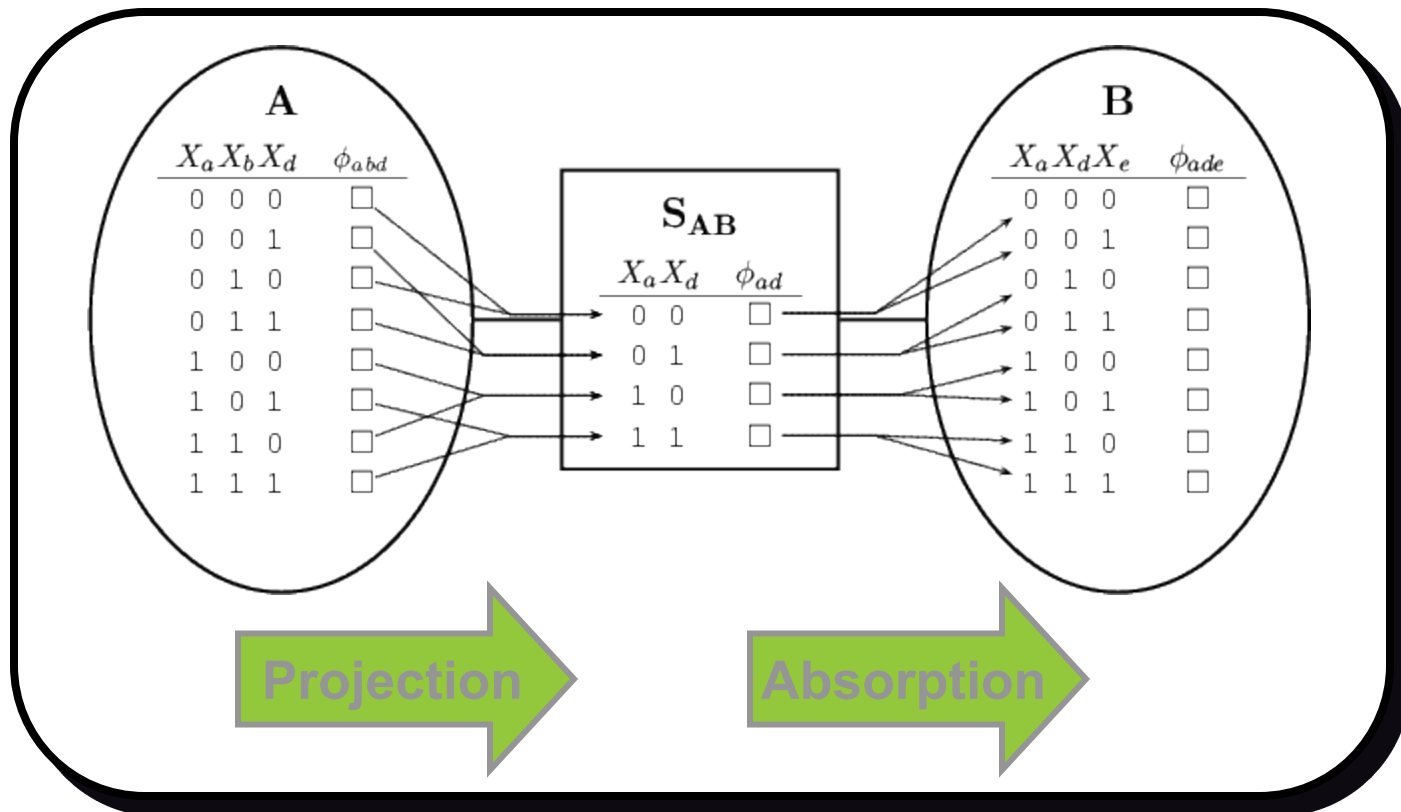 A
X_a X_b X_d ϕ_abd
0 0 0
0 0 1
0 1 0
0 1 1
1 0 0
1 0 1
1 1 0
1 1 1
S_AB
X_a X_d ϕ_ad
0 0
0 1
1 0
1 1
B
X_a X_d X_e ϕ_ade
0 0 0
0 0 1
0 1 0
0 1 1
1 0 0
1 0 1
1 1 0
1 1 1
Projection
Absorption